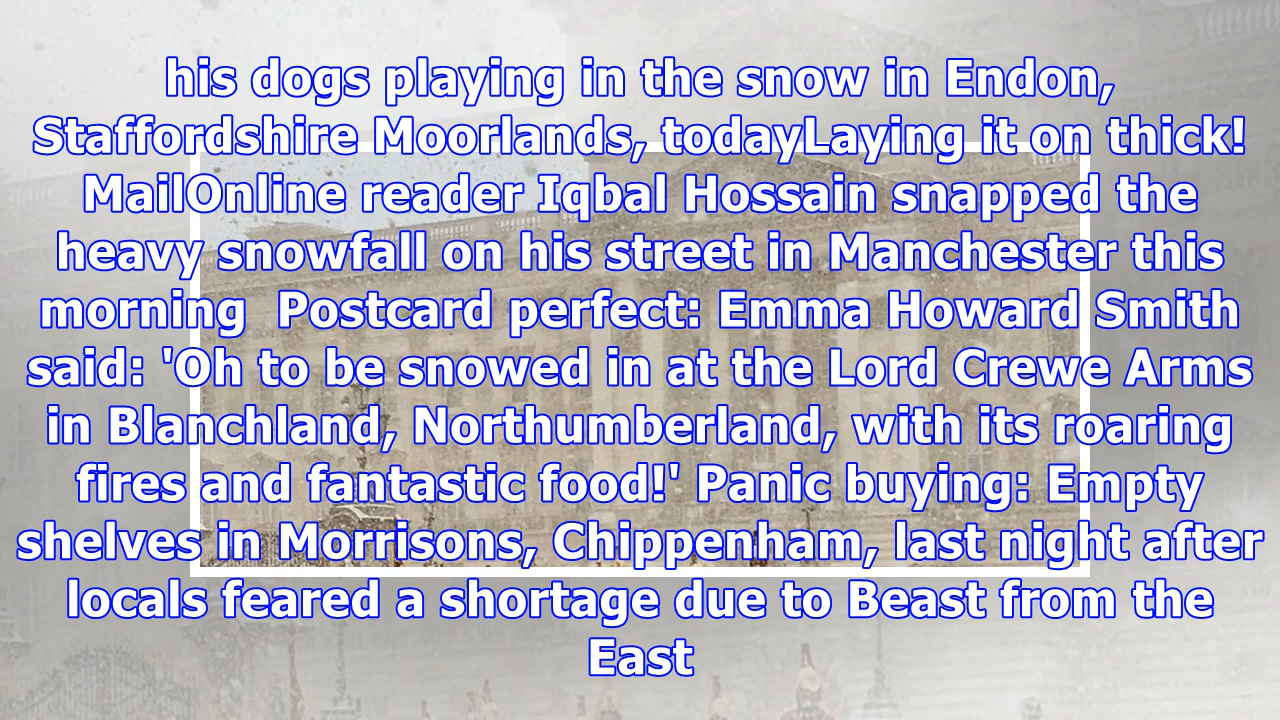 his dogs playing in the snow in Endon,
Staffordshire Moorlands, todayLaying it on thick!
MailOnline reader Iqbal Hossain snapped the
heavy snowfall on his street in Manchester this
morning  Postcard perfect: Emma Howard Smith
said: 'Oh to be snowed in at the Lord Crewe Arms
in Blanchland, Northumberland, with its roaring
fires and fantastic food!' Panic buying: Empty
shelves in Morrisons, Chippenham, last night after
locals feared a shortage due to Beast from the
East